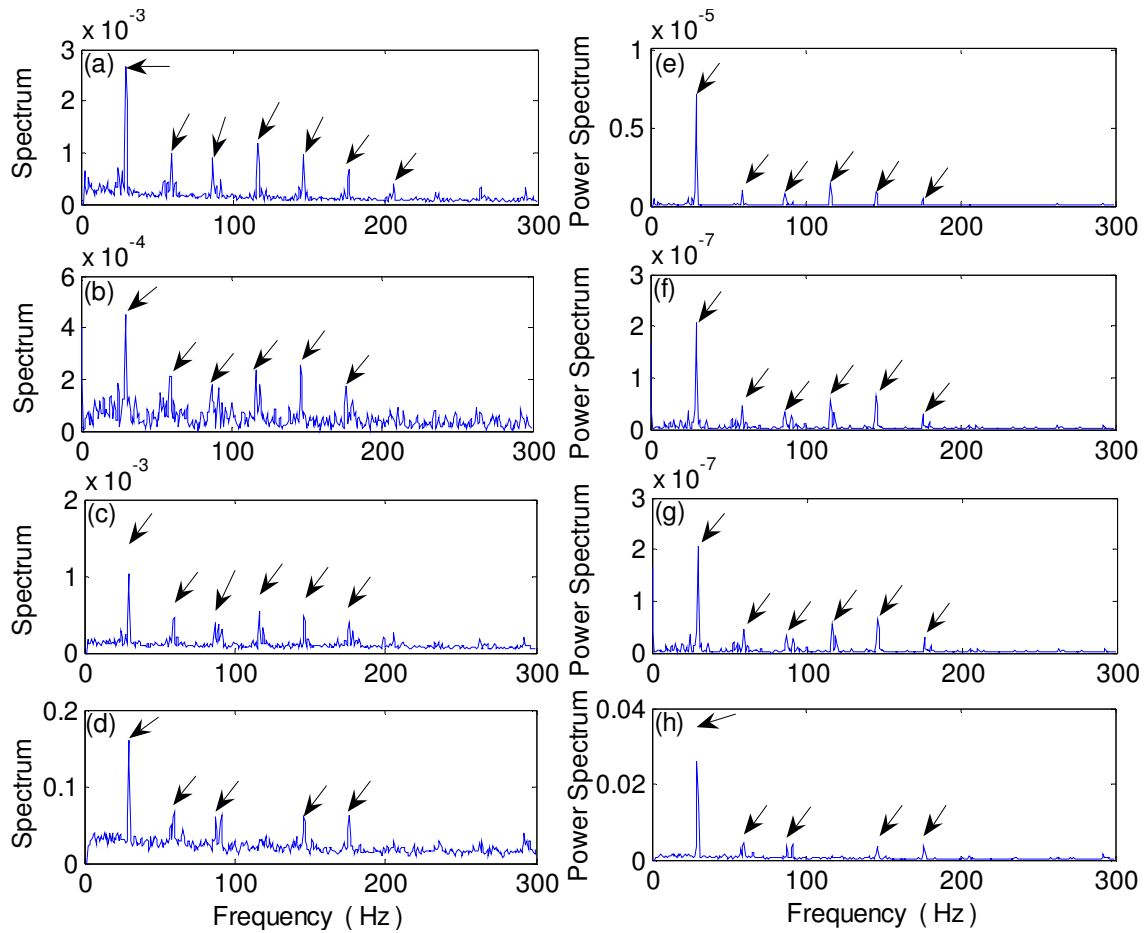 x 10^-3
(a)
Spectrum
3
2
1
0
0 100 200 300
x 10^-4
(b)
Spectrum
6
4
2
0
0 100 200 300
x 10^-3
(c)
Spectrum
2
1
0
0 100 200 300
(d)
Spectrum
0.2
0.1
0
0 100 200 300
Frequency ( Hz )
x 10^-5
(e)
Power Spectrum
1
0.5
0
0 100 200 300
x 10^-7
(f)
Power Spectrum
3
2
1
0
0 100 200 300
x 10^-7
(g)
Power Spectrum
3
2
1
0
0 100 200 300
(h)
Power Spectrum
0.04
0.02
0
0 100 200 300
Frequency ( Hz )